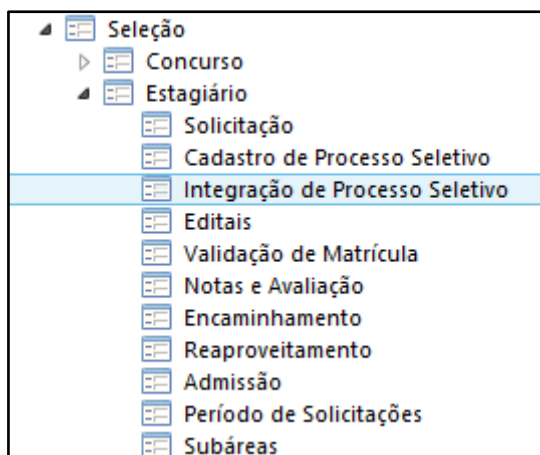 Seleção
Concurso
Estagiário
Solicitação
Cadastro de Processo Seletivo
Integração de Processo Seletivo
Editais
Validação de Matrícula
Notas e Avaliação
Encaminhamento
Reaproveitamento
Admissão
Período de Solicitações
Subáreas